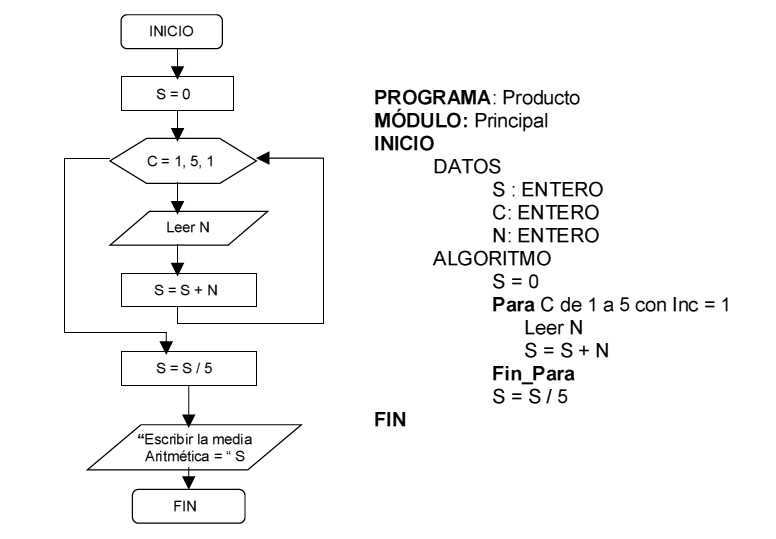 INICIO
S = 0
C = 1, 5, 1
Leer N
S = S + N
S = S / 5
“Escribir la media
Aritmética = “ S
FIN
PROGRAMA: Producto
MÓDULO: Principal
INICIO
DATOS
S : ENTERO
C: ENTERO
N: ENTERO
ALGORITMO
S = 0
Para C de 1 a 5 con Inc = 1
Leer N
S = S + N
Fin_Para
S = S / 5
FIN